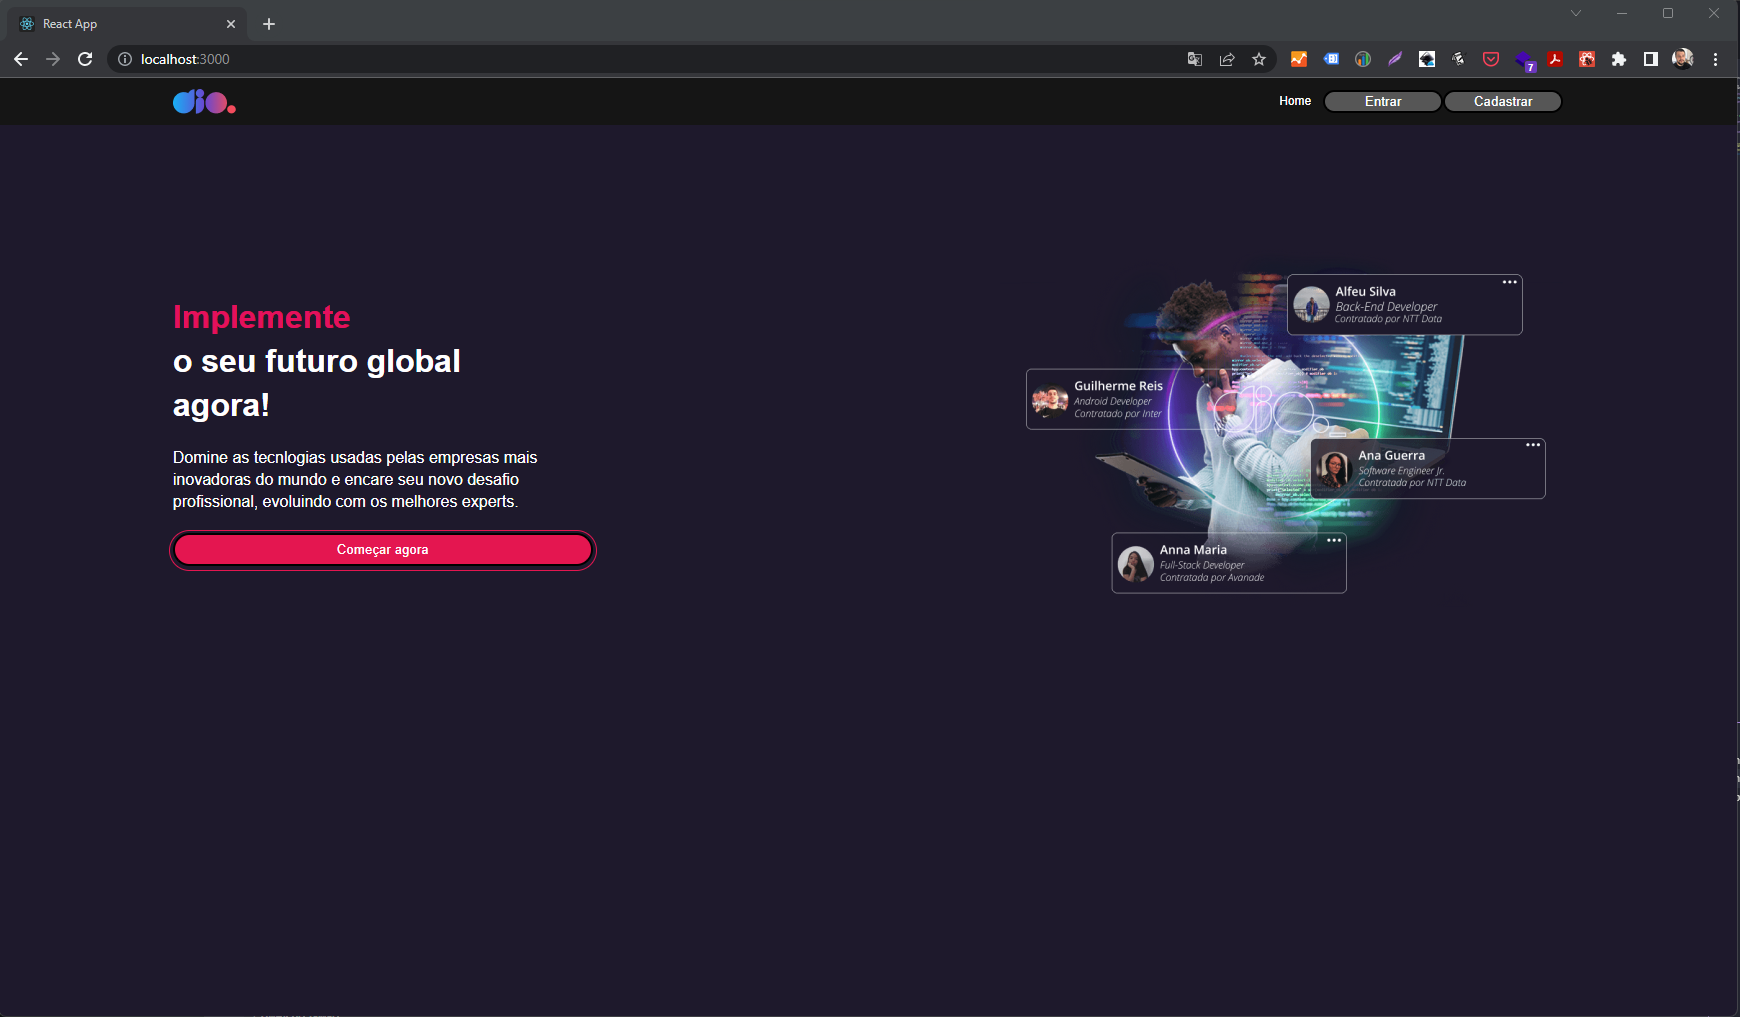 React App
localhost:3000
7
dio.
Home
Entrar
Cadastrar
Implemente
o seu futuro global
agora!
Domine as tecnlogias usadas pelas empresas mais
inovadoras do mundo e encare seu novo desafio
profissional, evoluindo com os melhores experts.
Começar agora
Alfeu Silva
Back-End Developer
Contratado por NTT Data
Guilherme Reis
Android Developer
Contratado por Inter
dio.
Ana Guerra
Software Engineer Jr.
Contratada por NTT Data
Anna Maria
Full-Stack Developer
Contratada por Avanade